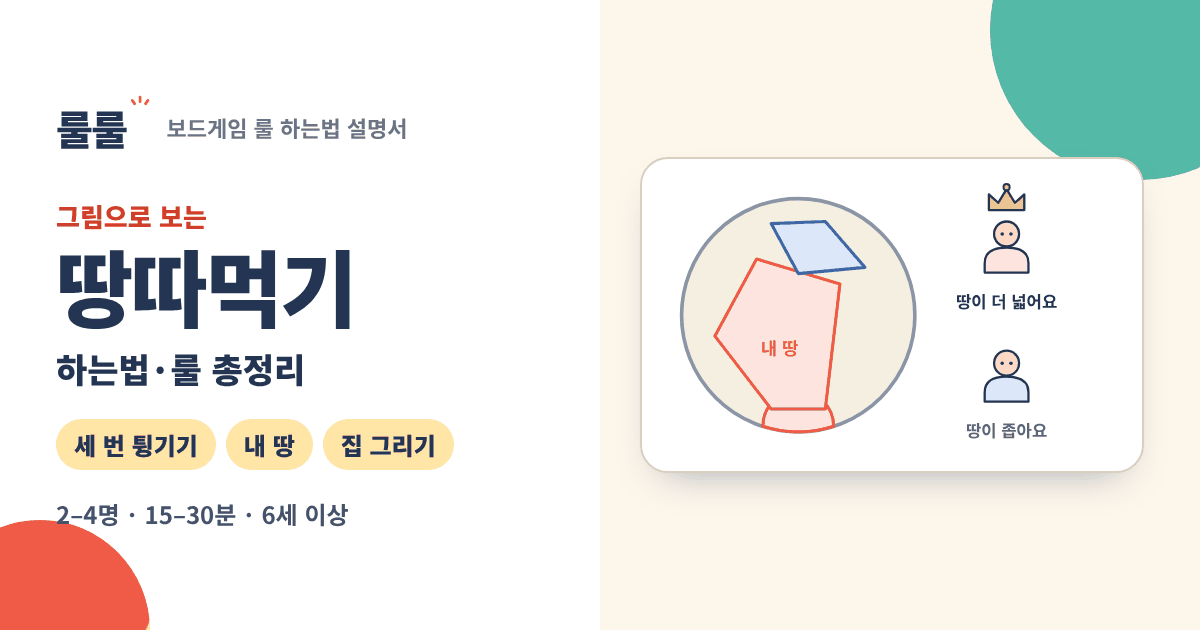 룰룰
보드게임 룰 하는법 설명서
그림으로 보는
땅따먹기
하는법·룰 총정리
세 번 튕기기
내 땅
집 그리기
2–4명 · 15–30분 · 6세 이상
내 땅
땅이 더 넓어요
땅이 좁아요